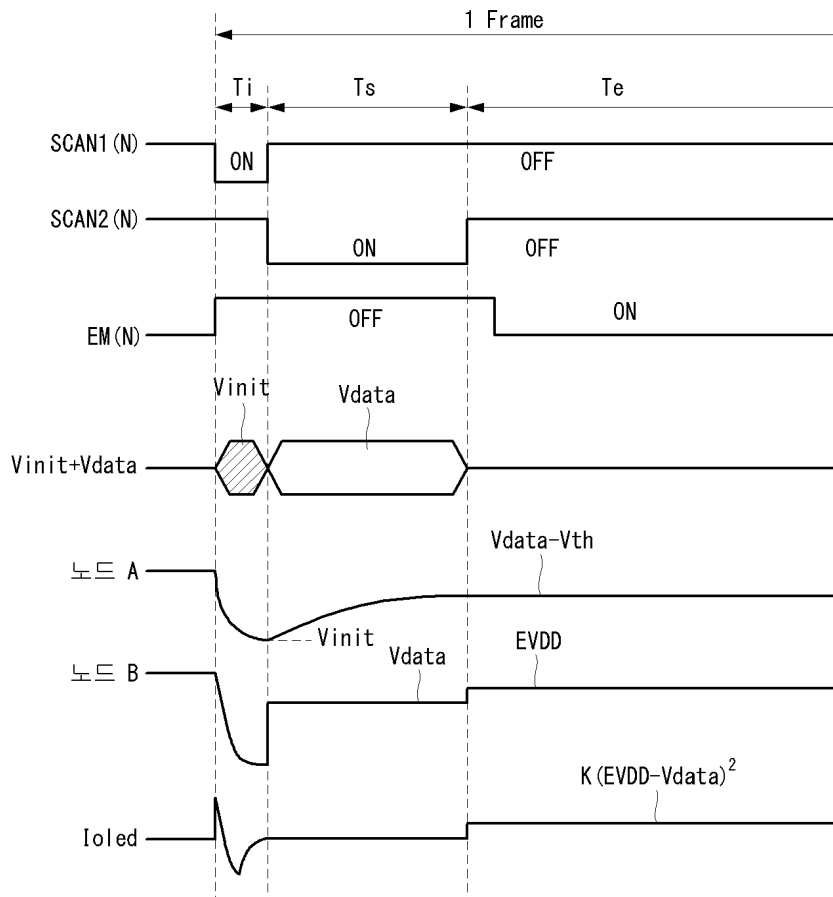 1 Frame
Ti Ts Te
SCAN1(N) ON OFF
SCAN2(N) ON OFF
EM(N) OFF ON
Vinit Vdata
Vinit+Vdata
Vdata-Vth
노드 A
Vinit
Vdata EVDD
노드 B
K(EVDD-Vdata)²
Ioled